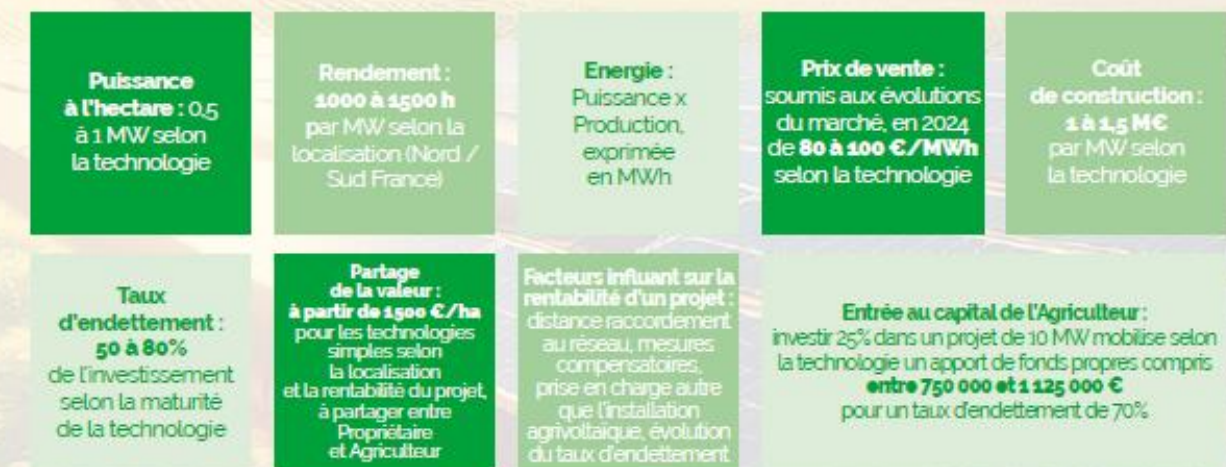 Puissance
à l'hectare : 0,5
à 1 MW selon
la technologie
Rendement :
1000 à 1500 h
par MW selon la
localisation (Nord /
Sud France)
Energie :
Puissance x
Production,
exprimée
en MWh
Prix de vente :
soumis aux évolutions
du marché, en 2024
de 80 à 100 €/MWh
selon la technologie
Coût
de construction :
1 à 1,5 M€
par MW selon
la technologie
Taux
d'endettement :
50 à 80%
de l'investissement
selon la maturité
de la technologie
Partage
de la valeur :
à partir de 1500 €/ha
pour les technologies
simples selon
la localisation
et la rentabilité du projet,
à partager entre
Propriétaire
et Agriculteur
Facteurs influant sur la
rentabilité d'un projet :
distance raccordement
au réseau, mesures
compensatoires,
prise en charge autre
que l'installation
agrivoltaïque, évolution
du taux d'endettement
Entrée au capital de l'Agriculteur :
investir 25% dans un projet de 10 MW mobilise selon
la technologie un apport de fonds propres compris
entre 750 000 et 1 125 000 €
pour un taux d'endettement de 70%